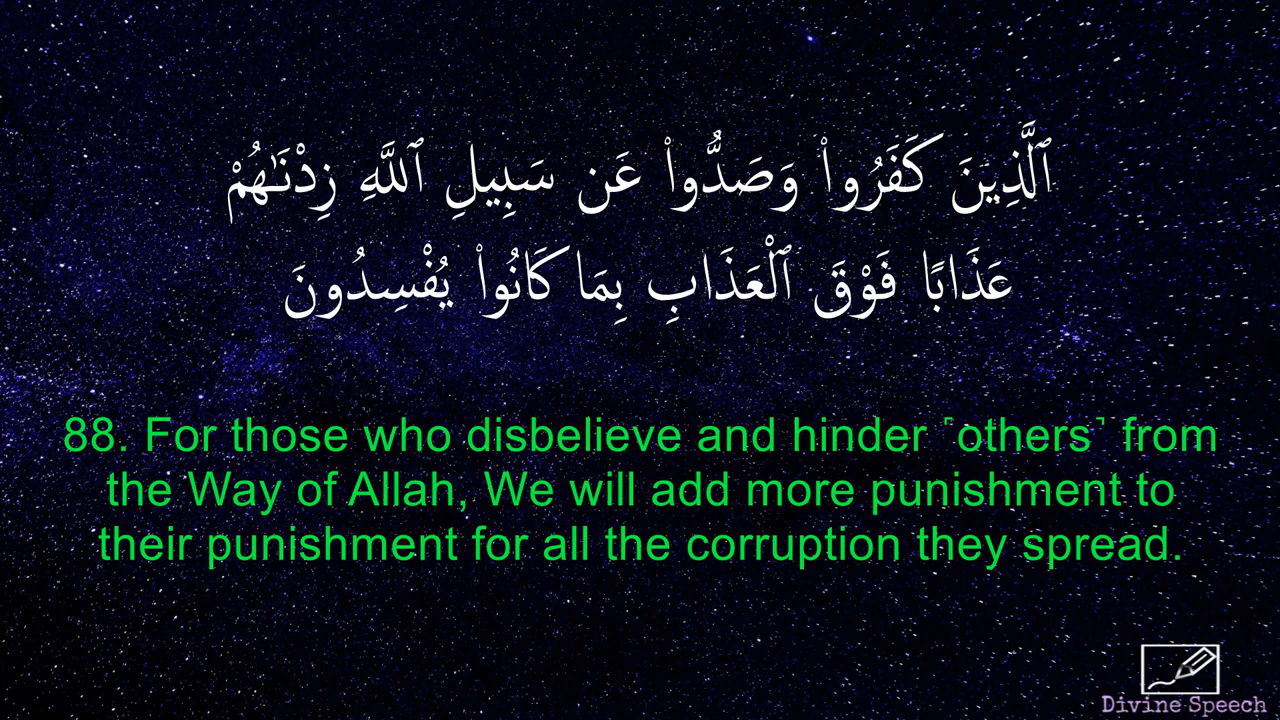 ٱلَّذِينَ كَفَرُوا۟ وَصَدُّوا۟ عَن سَبِيلِ ٱللَّهِ زِدْنَـٰهُمْ
عَذَابًا فَوْقَ ٱلْعَذَابِ بِمَا كَانُوا۟ يُفْسِدُونَ
88. For those who disbelieve and hinder ˹others˺ from
the Way of Allah, We will add more punishment to
their punishment for all the corruption they spread.
Divine Speech